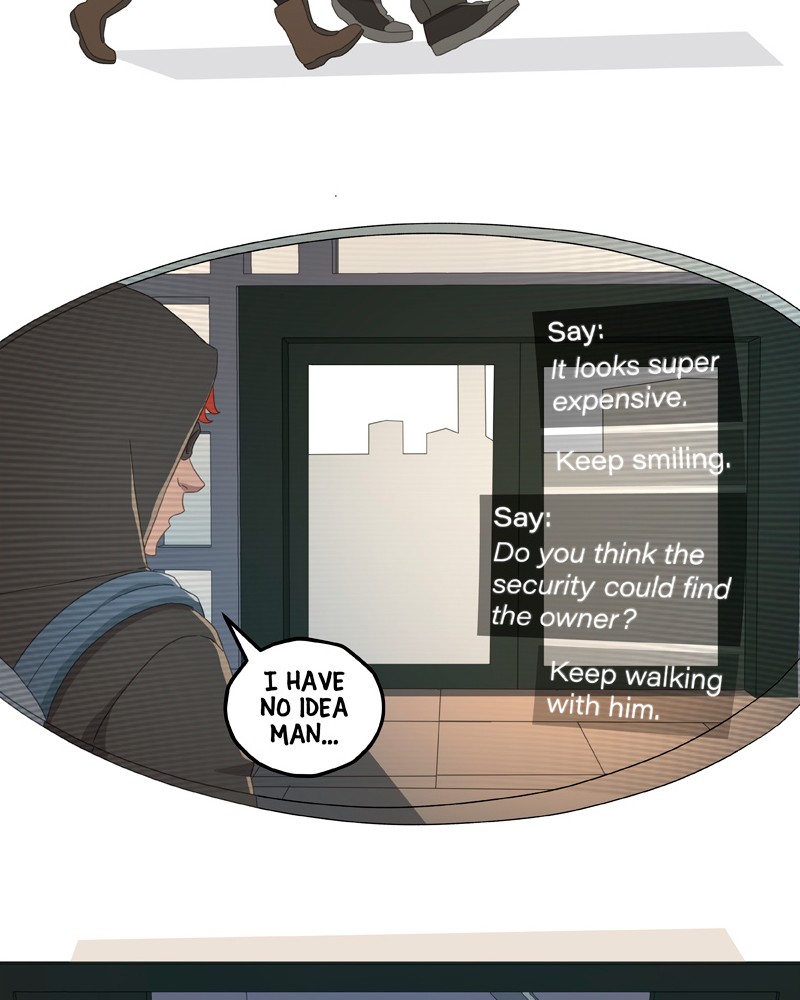 Say:
It looks super
expensive.
Keep smiling.
Say:
Do you think the
security could find
the owner?
Keep walking
with him.
I HAVE
NO IDEA
MAN...